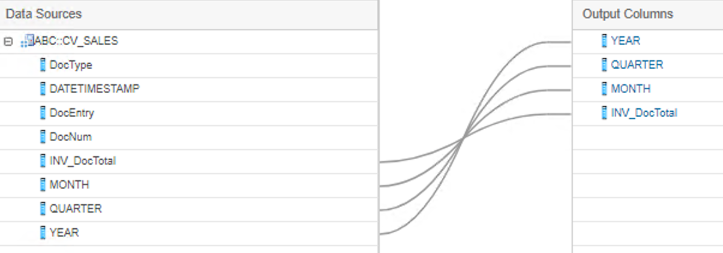 Data Sources
ABC::CV_SALES
DocType
DATETIMESTAMP
DocEntry
DocNum
INV_DocTotal
MONTH
QUARTER
YEAR
Output Columns
YEAR
QUARTER
MONTH
INV_DocTotal